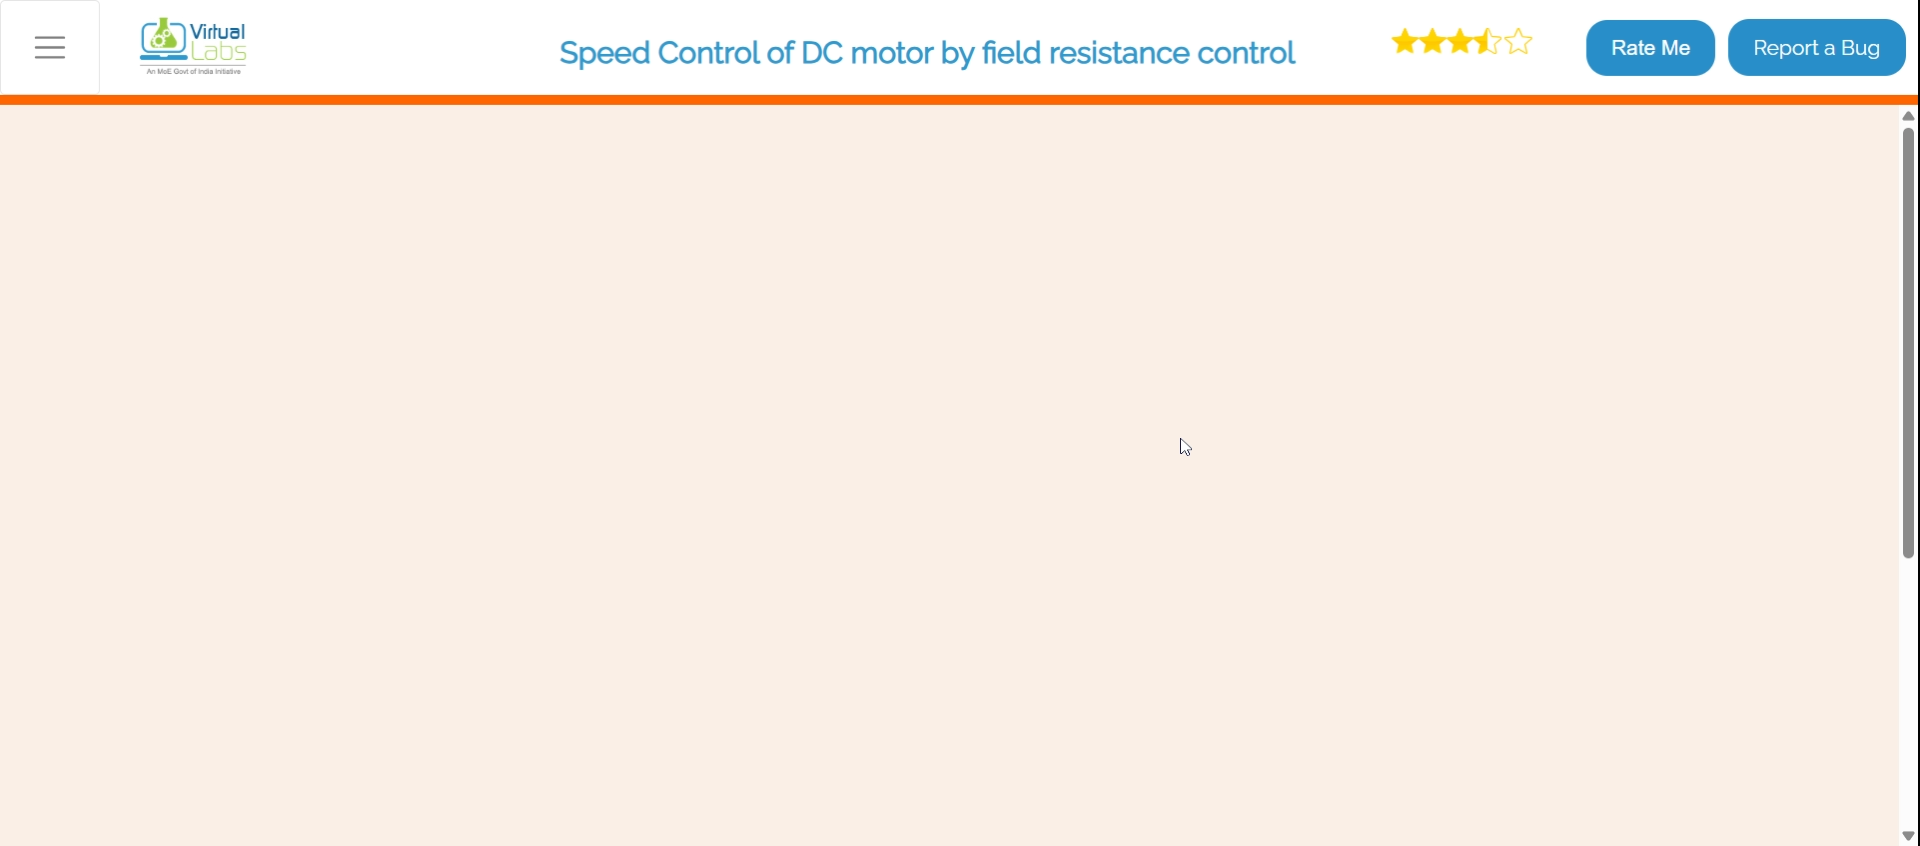 Virtual
Labs
An MoE Govt of India Initiative
Speed Control of DC motor by field resistance control
Rate Me
Report a Bug